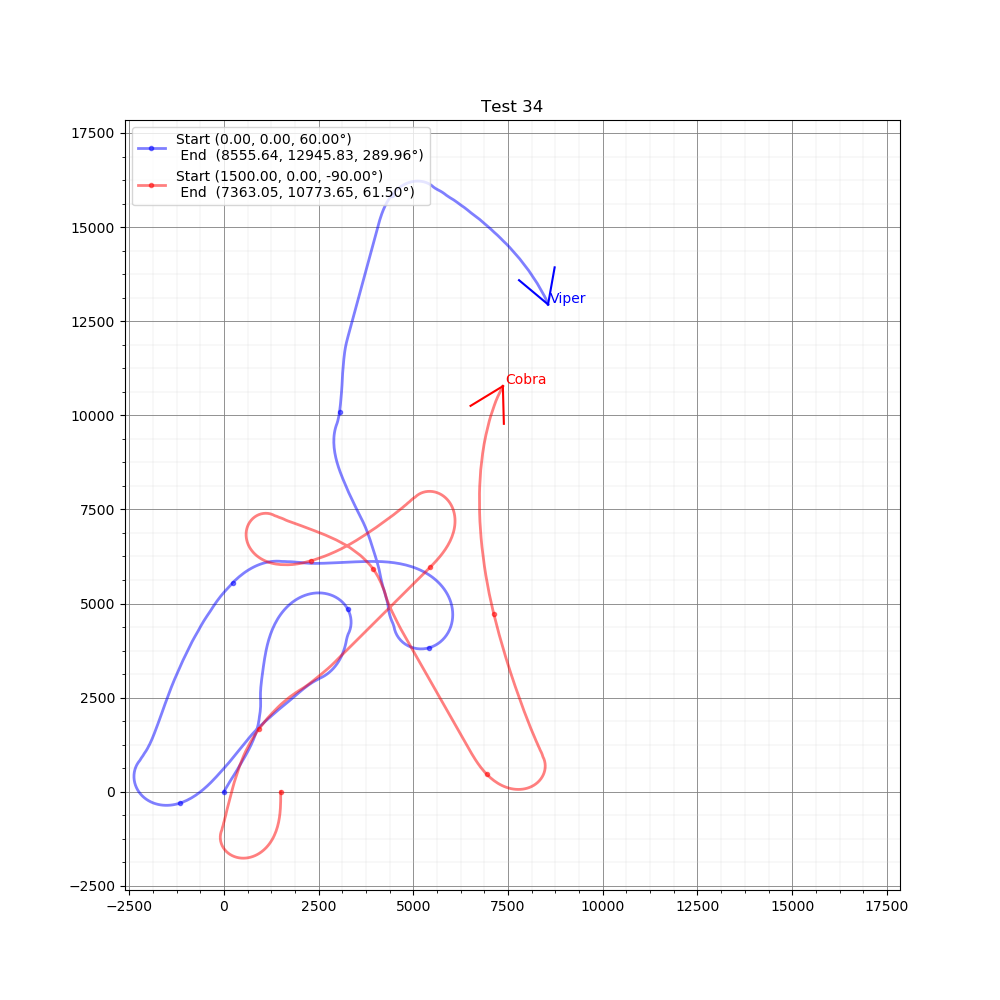 Test 34
Start (0.00, 0.00, 60.00°)
End  (8555.64, 12945.83, 289.96°)
Start (1500.00, 0.00, -90.00°)
End  (7363.05, 10773.65, 61.50°)
17500
15000
12500
10000
7500
5000
2500
0
−2500
Viper
Cobra
−2500 0 2500 5000 7500 10000 12500 15000 17500